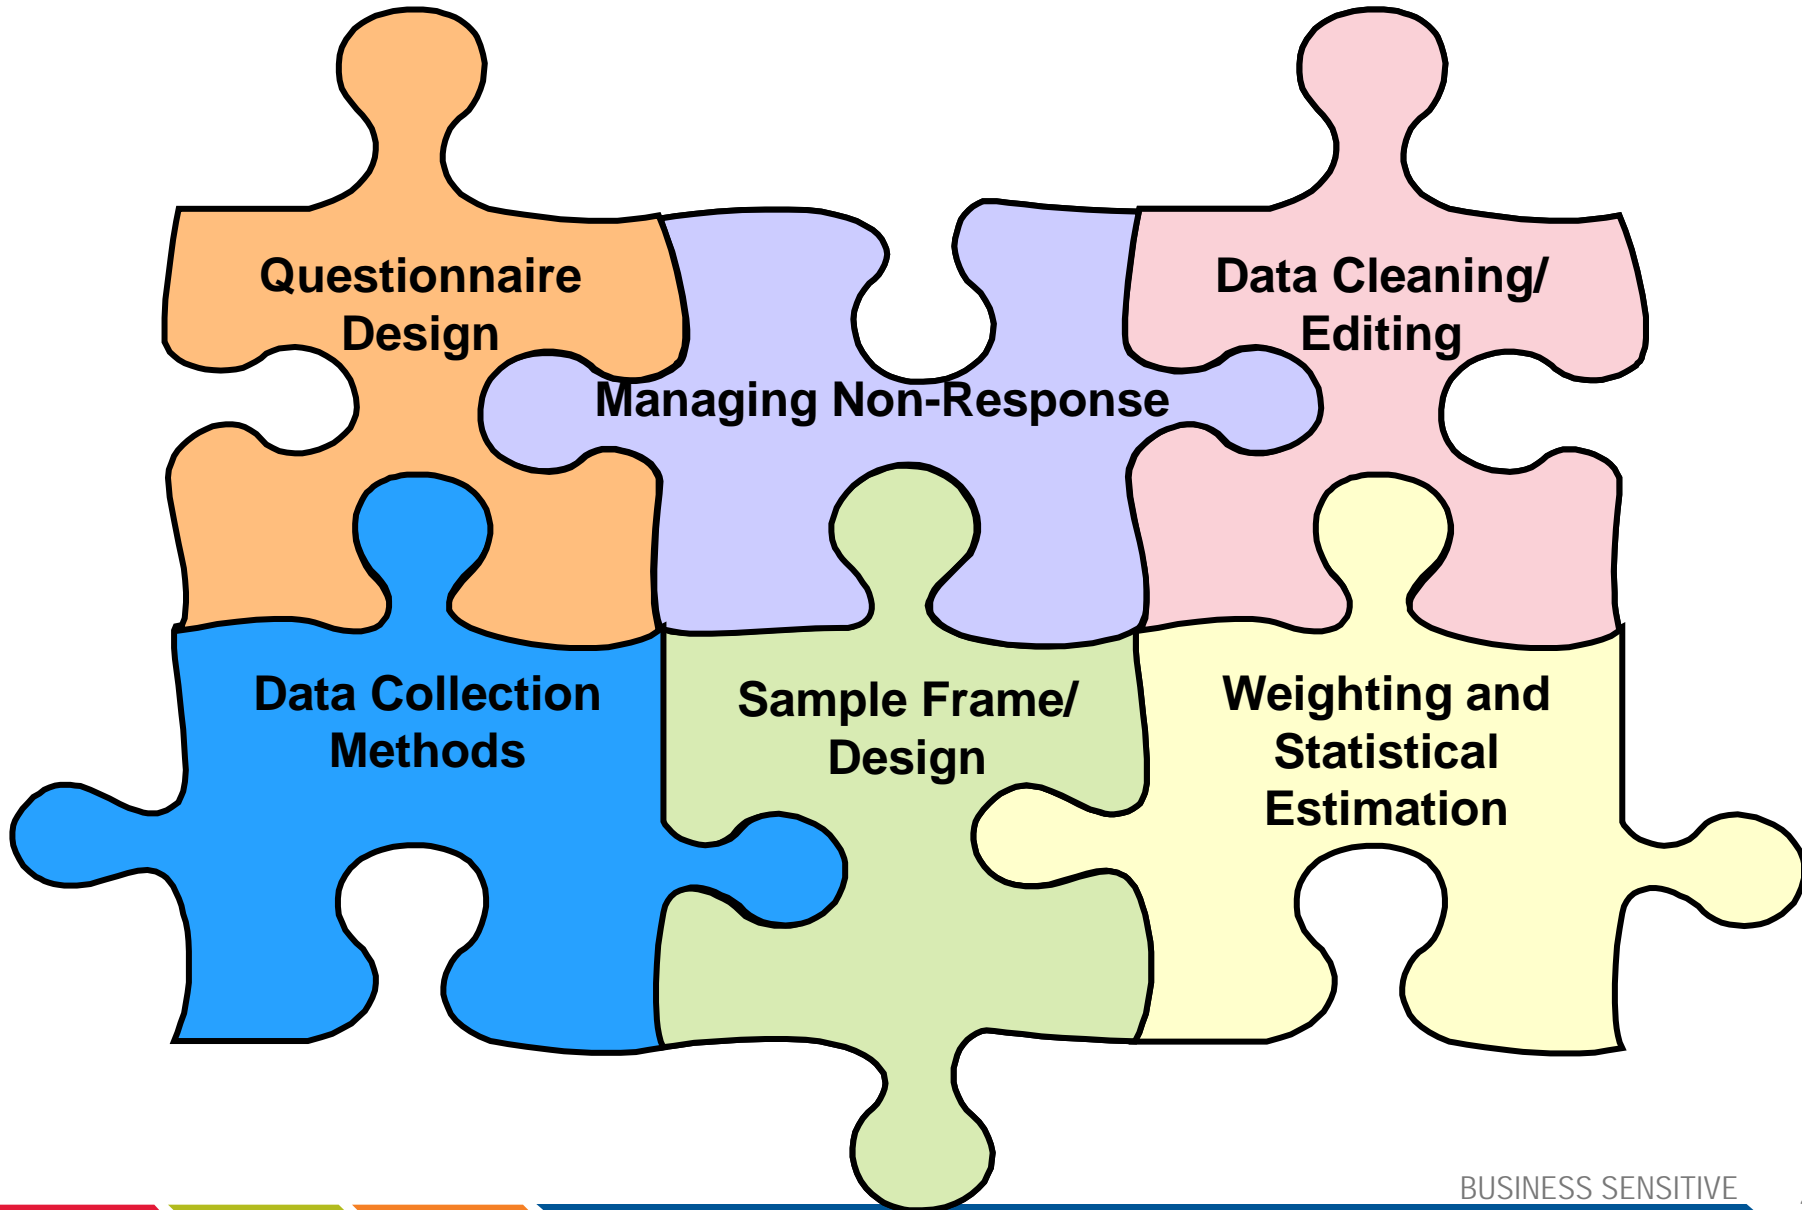 Questionnaire
Design
Managing Non-Response
Data Cleaning/
Editing
Data Collection
Methods
Sample Frame/
Design
Weighting and
Statistical
Estimation
BUSINESS SENSITIVE